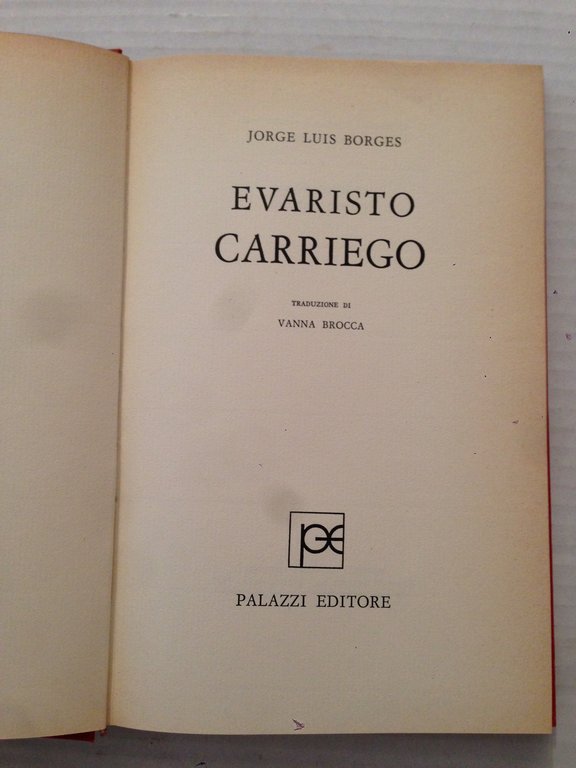 JORGE LUIS BORGES
EVARISTO
CARRIEGO
TRADUZIONE DI
VANNA BROCCA
PE
PALAZZI EDITORE